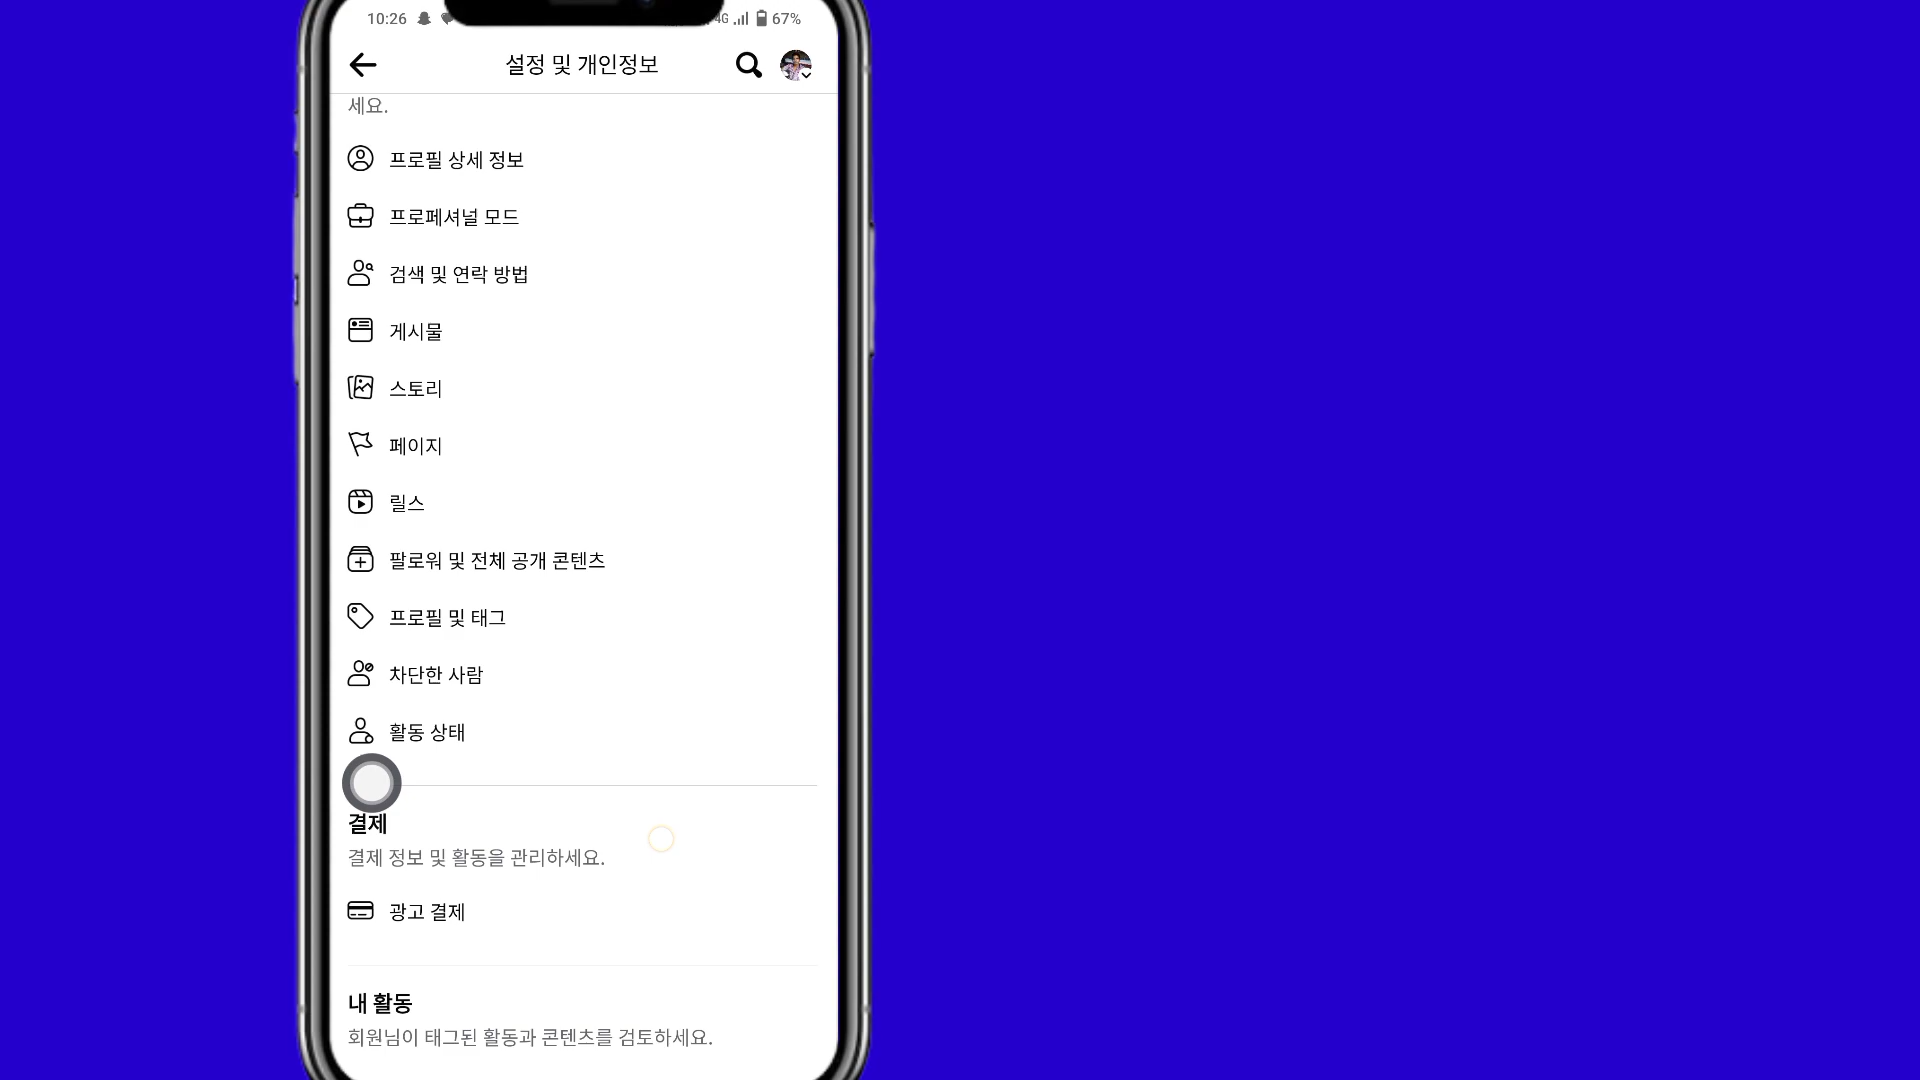 10:26 4G 67%
설정 및 개인정보
세요.
프로필 상세 정보
프로페셔널 모드
검색 및 연락 방법
게시물
스토리
페이지
릴스
팔로워 및 전체 공개 콘텐츠
프로필 및 태그
차단한 사람
활동 상태
결제
결제 정보 및 활동을 관리하세요.
광고 결제
내 활동
회원님이 태그된 활동과 콘텐츠를 검토하세요.